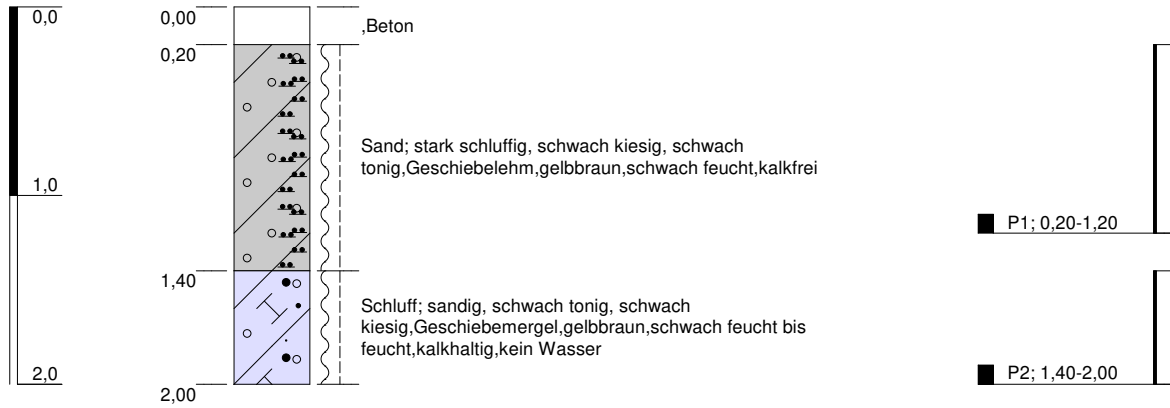 0,0
0,00
,Beton
0,20
Sand; stark schluffig, schwach kiesig, schwach
tonig,Geschiebelehm,gelbbraun,schwach feucht,kalkfrei
1,0
P1; 0,20-1,20
1,40
Schluff; sandig, schwach tonig, schwach
kiesig,Geschiebemergel,gelbbraun,schwach feucht bis
feucht,kalkhaltig,kein Wasser
2,0
P2; 1,40-2,00
2,00